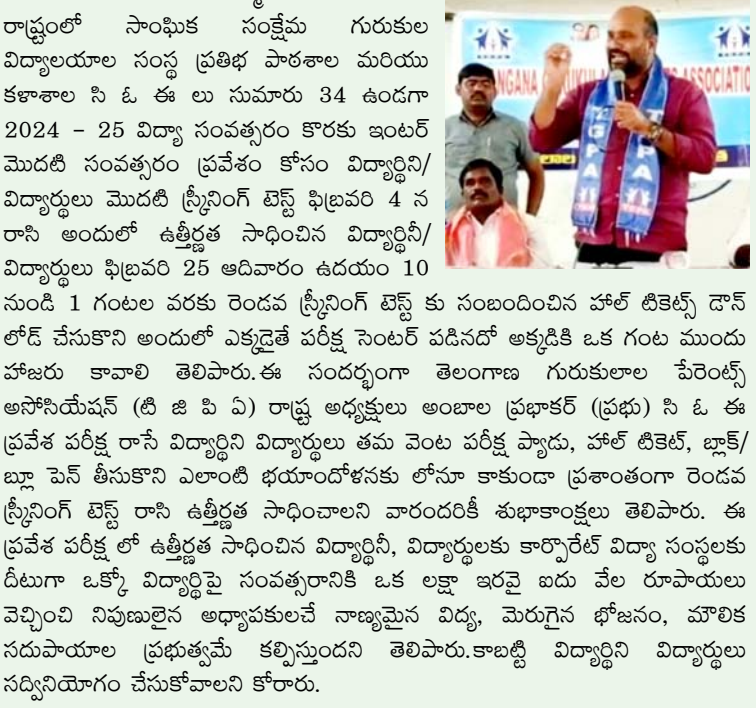 రాష్ట్రంలో సాంఘిక సంక్షేమ గురుకుల
విద్యాలయాల సంస్థ ప్రతిభ పాఠశాల మరియు
కళాశాల సి ఓ ఈ లు సుమారు 34 ఉండగా
2024 - 25 విద్యా సంవత్సరం కొరకు ఇంటర్
మొదటి సంవత్సరం ప్రవేశం కోసం విద్యార్థిని/
విద్యార్థులు మొదటి స్క్రీనింగ్ టెస్ట్ ఫిబ్రవరి 4 న
రాసి అందులో ఉత్తీర్ణత సాధించిన విద్యార్థినీ/
విద్యార్థులు ఫిబ్రవరి 25 ఆదివారం ఉదయం 10
నుండి 1 గంటల వరకు రెండవ స్క్రీనింగ్ టెస్ట్ కు సంబందించిన హాల్ టికెట్స్ డౌన్
లోడ్ చేసుకొని అందులో ఎక్కడైతే పరీక్ష సెంటర్ పడినదో అక్కడికి ఒక గంట ముందు
హాజరు కావాలి తెలిపారు.ఈ సందర్భంగా తెలంగాణ గురుకులాల పేరెంట్స్
అసోసియేషన్ (టి జి పి ఏ) రాష్ట్ర అధ్యక్షులు అంబాల ప్రభాకర్ (ప్రభు) సి ఓ ఈ
ప్రవేశ పరీక్ష రాసే విద్యార్థిని విద్యార్థులు తమ వెంట పరీక్ష ప్యాడు, హాల్ టికెట్, బ్లాక్/
బ్లూ పెన్ తీసుకొని ఎలాంటి భయాందోళనకు లోనూ కాకుండా ప్రశాంతంగా రెండవ
స్క్రీనింగ్ టెస్ట్ రాసి ఉత్తీర్ణత సాధించాలని వారందరికీ శుభాకాంక్షలు తెలిపారు. ఈ
ప్రవేశ పరీక్ష లో ఉత్తీర్ణత సాధించిన విద్యార్థినీ, విద్యార్థులకు కార్పొరెట్ విద్యా సంస్థలకు
దీటుగా ఒక్కో విద్యార్థిపై సంవత్సరానికి ఒక లక్షా ఇరవై ఐదు వేల రూపాయలు
వెచ్చించి నిపుణులైన అధ్యాపకులచే నాణ్యమైన విద్య, మెరుగైన భోజనం, మౌలిక
సదుపాయాల ప్రభుత్వమే కల్పిస్తుందని తెలిపారు.కాబట్టి విద్యార్థిని విద్యార్థులు
సద్వినియోగం చేసుకోవాలని కోరారు.
ASSOCIATION
TGPA